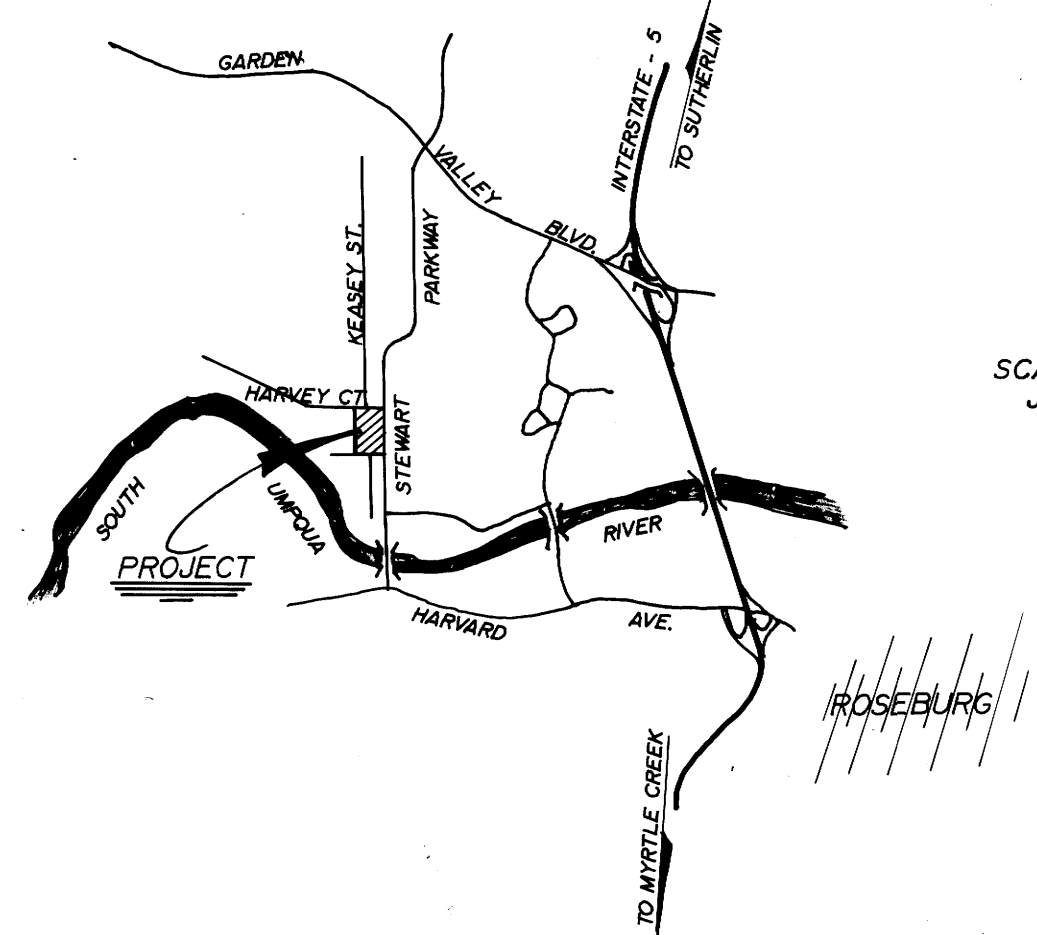 GARDEN
VALLEY
BLVD.
INTERSTATE - 5
TO SUTHERLIN
KEASEY ST.
PARKWAY
HARVEY CT.
STEWART
SOUTH
UMPQUA
RIVER
PROJECT
HARVARD
AVE.
ROSEBURG
TO MYRTLE CREEK